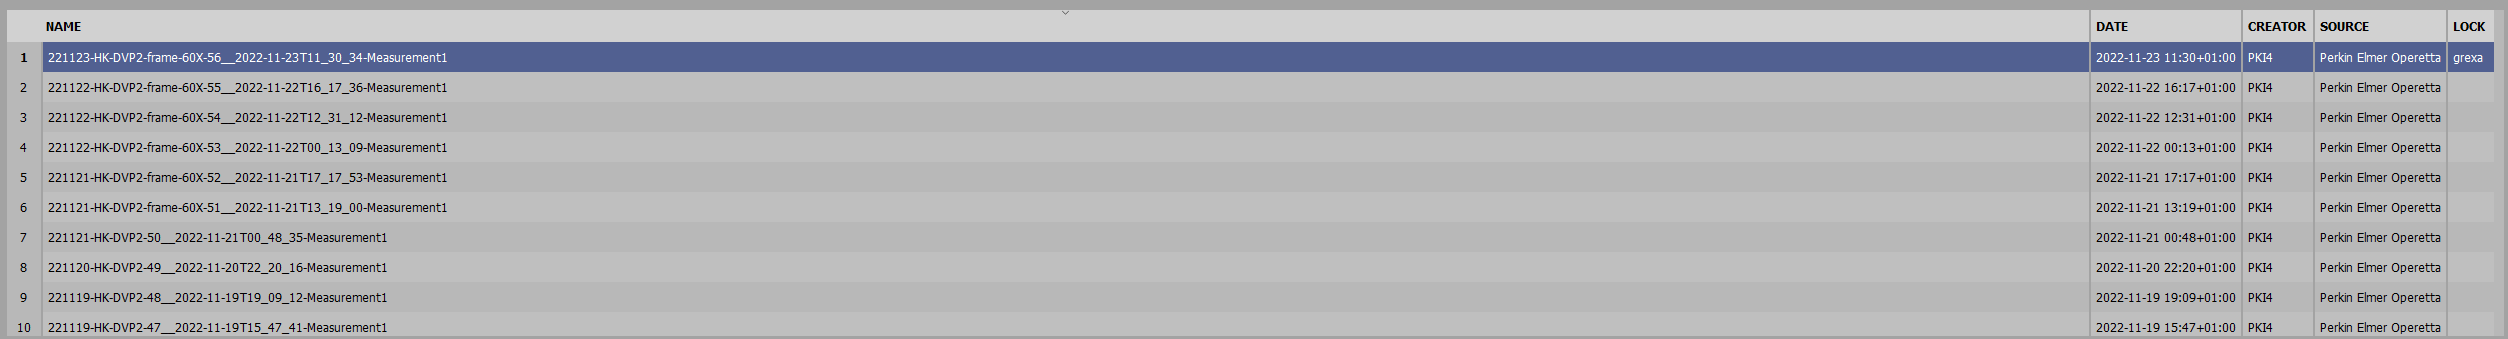 NAME DATE CREATOR SOURCE LOCK
1 221123-HK-DVP2-frame-60X-56__2022-11-23T11_30_34-Measurement1 2022-11-23 11:30+01:00 PKI4 Perkin Elmer Operetta grexa
2 221122-HK-DVP2-frame-60X-55__2022-11-22T16_17_36-Measurement1 2022-11-22 16:17+01:00 PKI4 Perkin Elmer Operetta
3 221122-HK-DVP2-frame-60X-54__2022-11-22T12_31_12-Measurement1 2022-11-22 12:31+01:00 PKI4 Perkin Elmer Operetta
4 221122-HK-DVP2-frame-60X-53__2022-11-22T00_13_09-Measurement1 2022-11-22 00:13+01:00 PKI4 Perkin Elmer Operetta
5 221121-HK-DVP2-frame-60X-52__2022-11-21T17_17_53-Measurement1 2022-11-21 17:17+01:00 PKI4 Perkin Elmer Operetta
6 221121-HK-DVP2-frame-60X-51__2022-11-21T13_19_00-Measurement1 2022-11-21 13:19+01:00 PKI4 Perkin Elmer Operetta
7 221121-HK-DVP2-50__2022-11-21T00_48_35-Measurement1 2022-11-21 00:48+01:00 PKI4 Perkin Elmer Operetta
8 221120-HK-DVP2-49__2022-11-20T22_20_16-Measurement1 2022-11-20 22:20+01:00 PKI4 Perkin Elmer Operetta
9 221119-HK-DVP2-48__2022-11-19T19_09_12-Measurement1 2022-11-19 19:09+01:00 PKI4 Perkin Elmer Operetta
10 221119-HK-DVP2-47__2022-11-19T15_47_41-Measurement1 2022-11-19 15:47+01:00 PKI4 Perkin Elmer Operetta